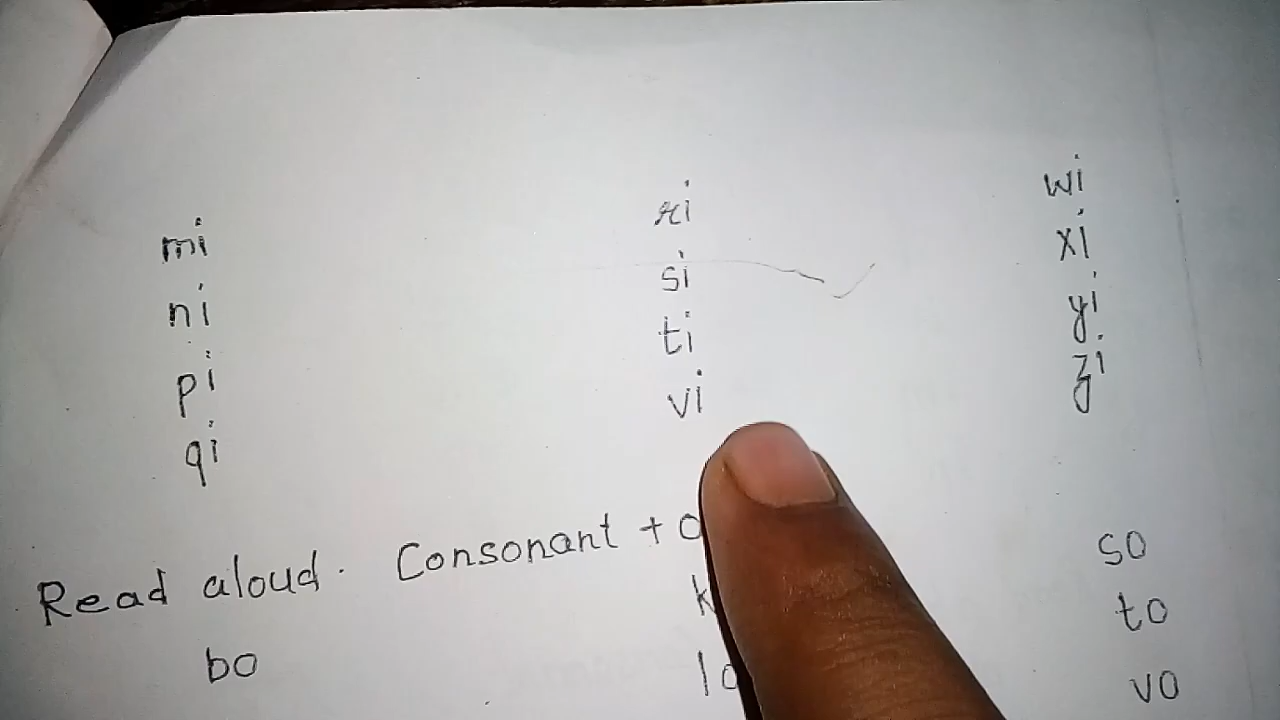 mi ri wi
ni si xi
pi ti yi
qi vi zi
Read aloud. Consonant + o
bo so
lo to
vo